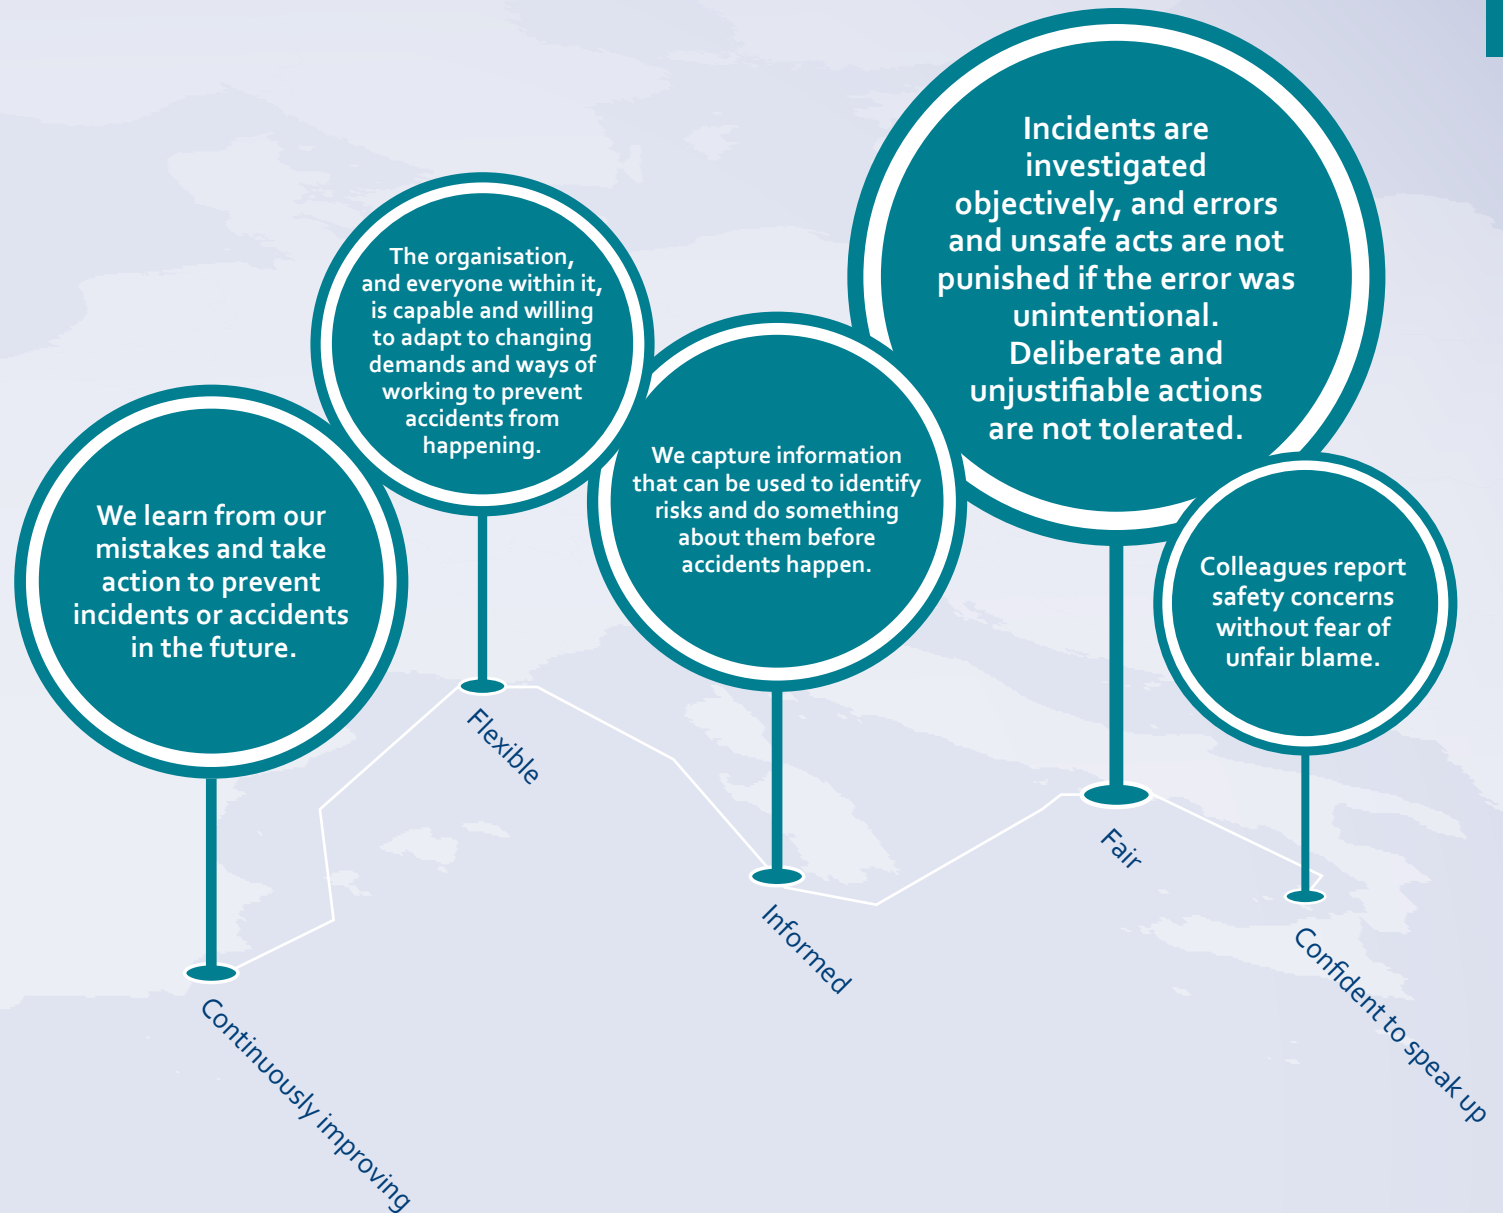 We learn from our
mistakes and take
action to prevent
incidents or accidents
in the future.
Continuously improving
The organisation,
and everyone within it,
is capable and willing
to adapt to changing
demands and ways of
working to prevent
accidents from
happening.
Flexible
We capture information
that can be used to identify
risks and do something
about them before
accidents happen.
Informed
Incidents are
investigated
objectively, and errors
and unsafe acts are not
punished if the error was
unintentional.
Deliberate and
unjustifiable actions
are not tolerated.
Fair
Colleagues report
safety concerns
without fear of
unfair blame.
Confident to speak up